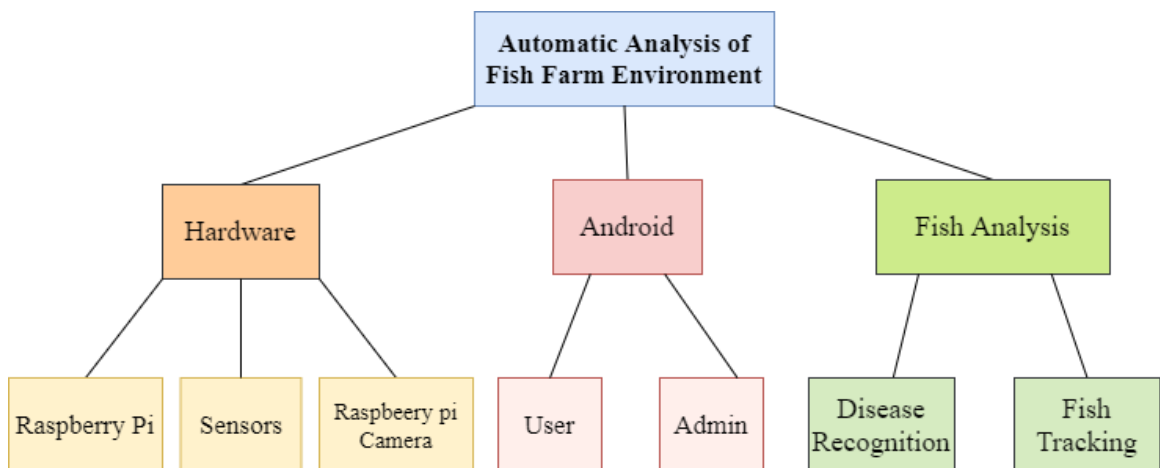 Automatic Analysis of
Fish Farm Environment
Hardware
Android
Fish Analysis
Raspberry Pi
Sensors
Raspbeery pi
Camera
User
Admin
Disease
Recognition
Fish
Tracking